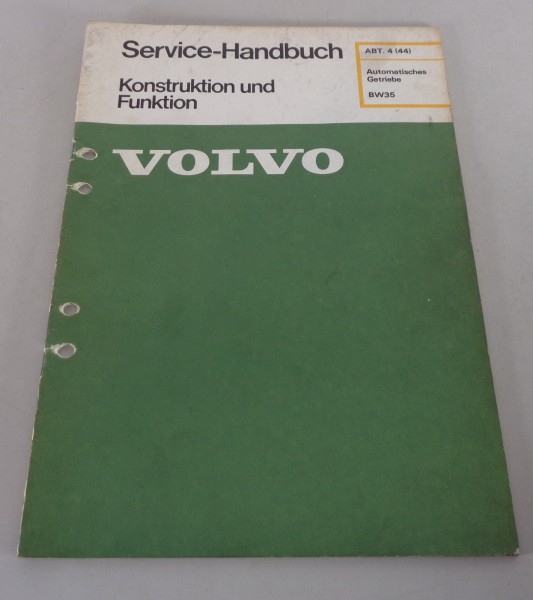 Service-Handbuch
Konstruktion und
Funktion
ABT. 4 (44)
Automatisches
Getriebe
BW35
VOLVO